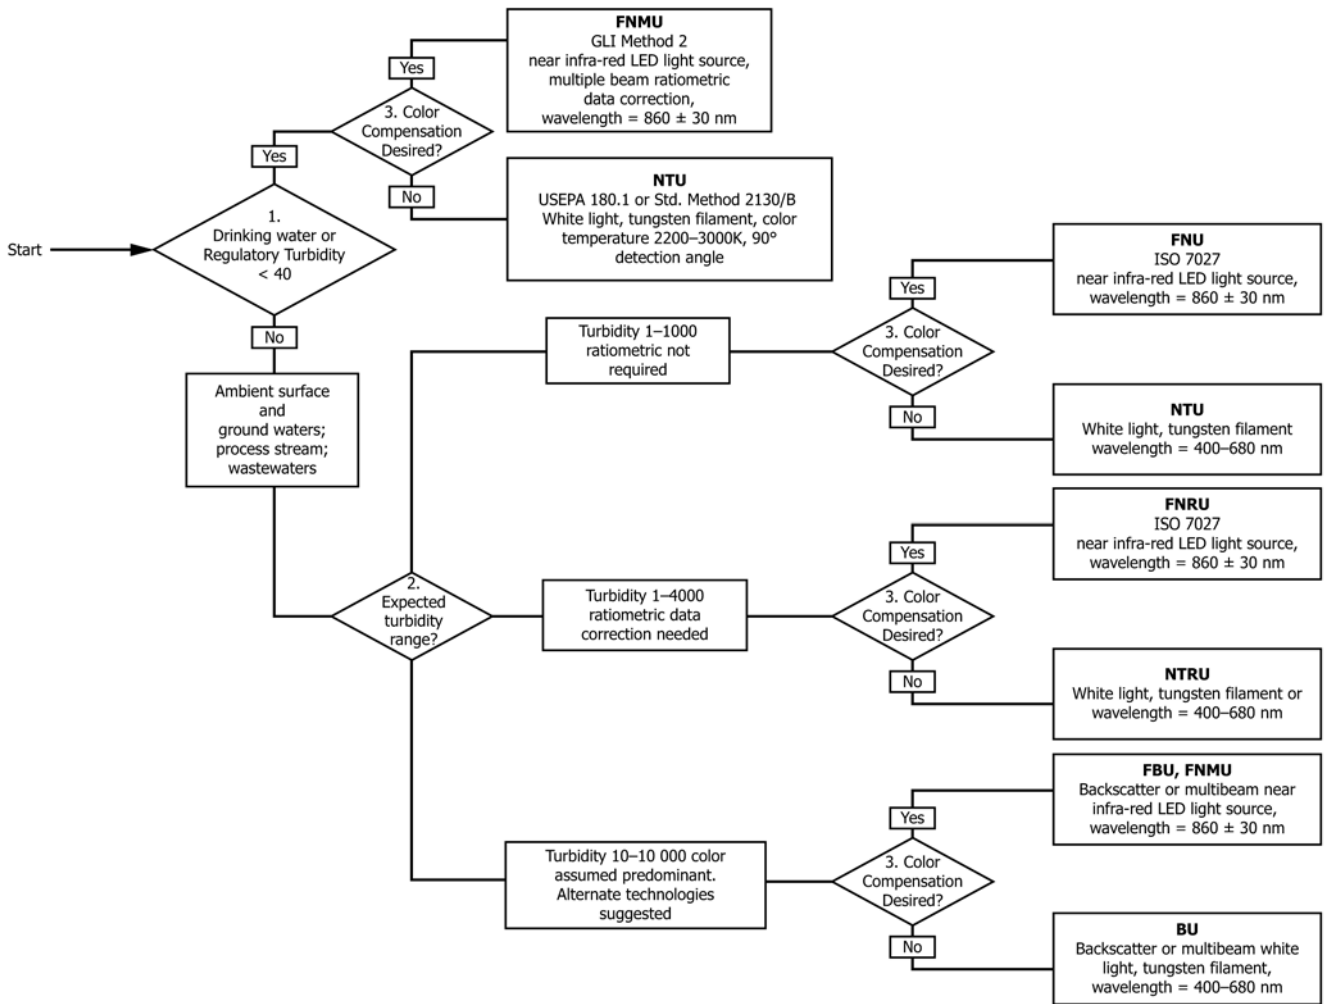 FNMU
GLI Method 2
near infra-red LED light source,
multiple beam ratiometric
data correction,
wavelength = 860 ± 30 nm
Yes
3. Color
Compensation
Desired?
Yes
No
NTU
USEPA 180.1 or Std. Method 2130/B
White light, tungsten filament, color
temperature 2200–3000K, 90°
detection angle
Start
1.
Drinking water or
Regulatory Turbidity
< 40
No
Ambient surface
and
ground waters;
process stream;
wastewaters
2.
Expected
turbidity
range?
Turbidity 1–1000
ratiometric not
required
3. Color
Compensation
Desired?
Yes
FNU
ISO 7027
near infra-red LED light source,
wavelength = 860 ± 30 nm
No
NTU
White light, tungsten filament
wavelength = 400–680 nm
Turbidity 1–4000
ratiometric data
correction needed
3. Color
Compensation
Desired?
Yes
FNRU
ISO 7027
near infra-red LED light source,
wavelength = 860 ± 30 nm
No
NTRU
White light, tungsten filament or
wavelength = 400–680 nm
Turbidity 10–10 000 color
assumed predominant.
Alternate technologies
suggested
3. Color
Compensation
Desired?
Yes
FBU, FNMU
Backscatter or multibeam near
infra-red LED light source,
wavelength = 860 ± 30 nm
No
BU
Backscatter or multibeam white
light, tungsten filament,
wavelength = 400–680 nm